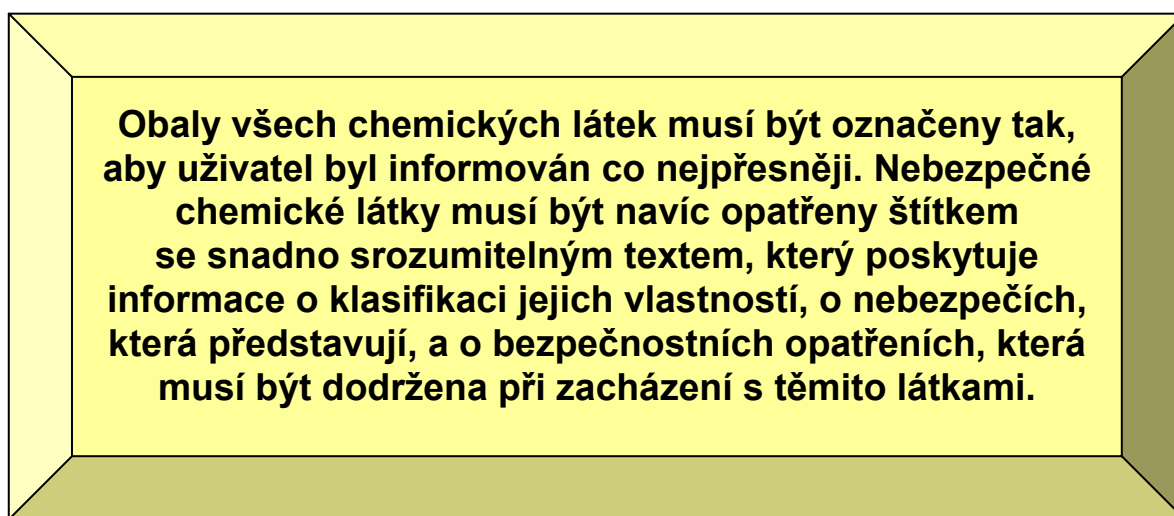 Obaly všech chemických látek musí být označeny tak,
aby uživatel byl informován co nejpřesněji. Nebezpečné
chemické látky musí být navíc opatřeny štítkem
se snadno srozumitelným textem, který poskytuje
informace o klasifikaci jejich vlastností, o nebezpečích,
která představují, a o bezpečnostních opatřeních, která
musí být dodržena při zacházení s těmito látkami.